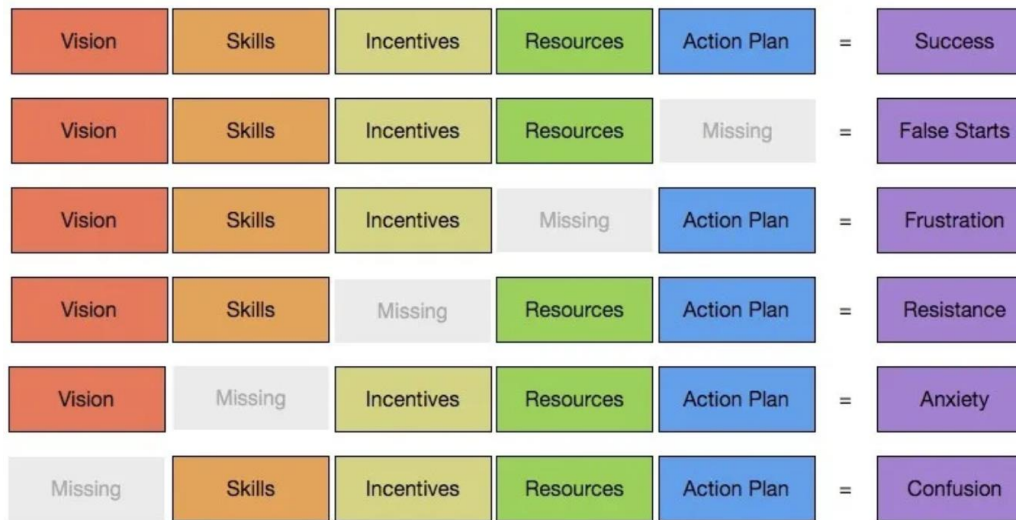 Vision Skills Incentives Resources Action Plan = Success
Vision Skills Incentives Resources Missing = False Starts
Vision Skills Incentives Missing Action Plan = Frustration
Vision Skills Missing Resources Action Plan = Resistance
Vision Missing Incentives Resources Action Plan = Anxiety
Missing Skills Incentives Resources Action Plan = Confusion